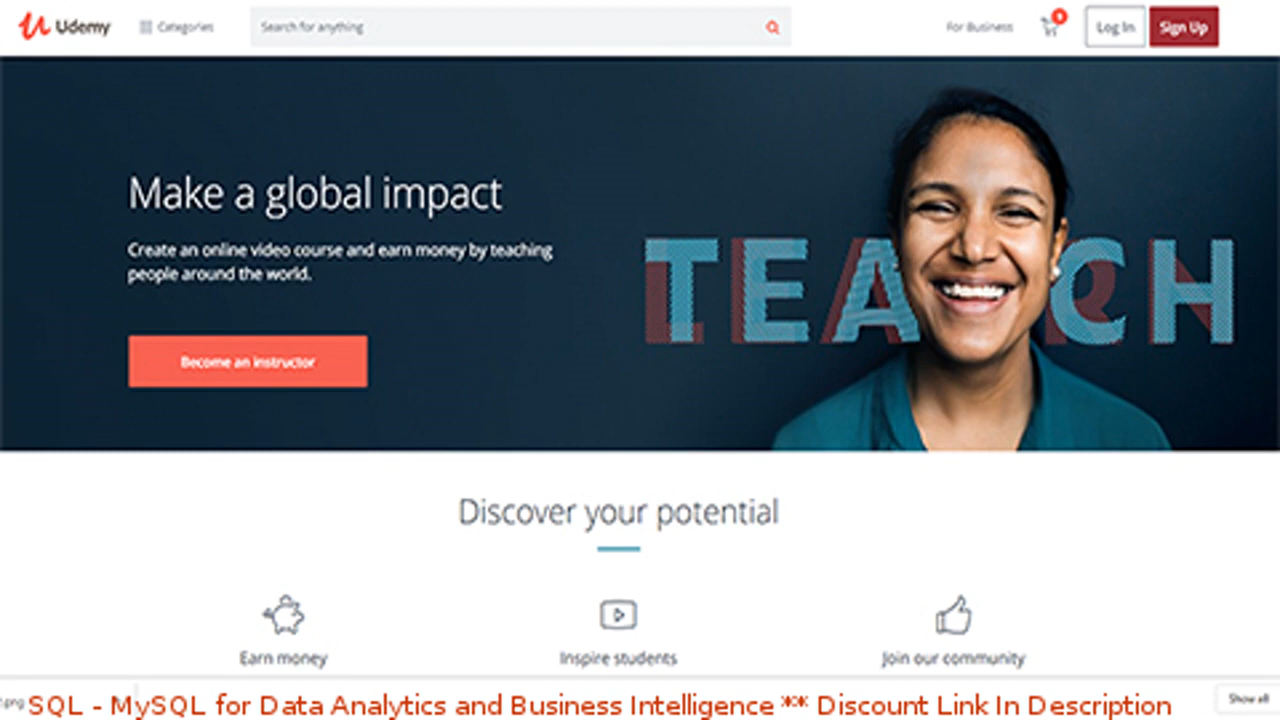 Udemy
Categories
Search for anything
For Business
Log In
Sign Up
Make a global impact
Create an online video course and earn money by teaching
people around the world.
TEACH
Become an instructor
Discover your potential
Earn money
Inspire students
Join our community
SQL - MySQL for Data Analytics and Business Intelligence ** Discount Link In Description
Show all